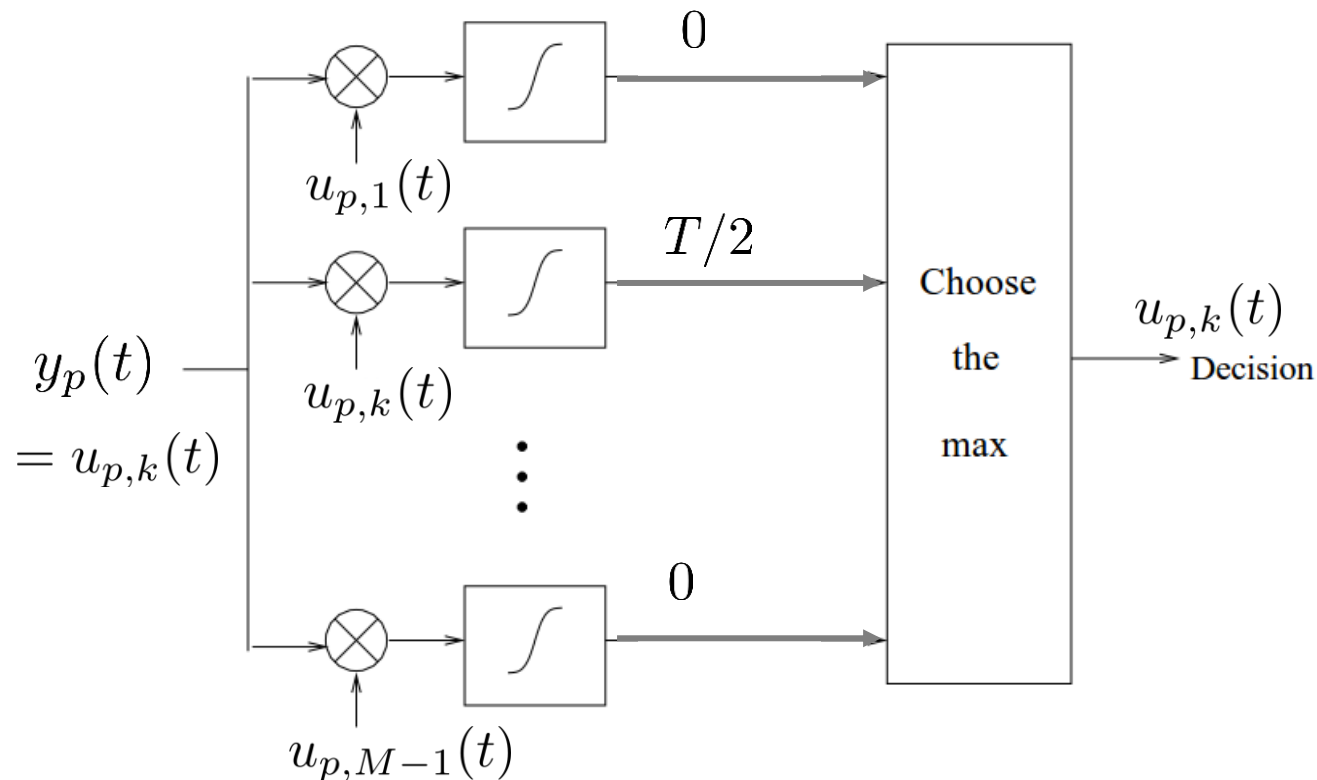 0
u_{p,1}(t)
T/2
Choose
the
max
u_{p,k}(t)
Decision
y_p(t)
= u_{p,k}(t)
u_{p,k}(t)
0
u_{p,M-1}(t)